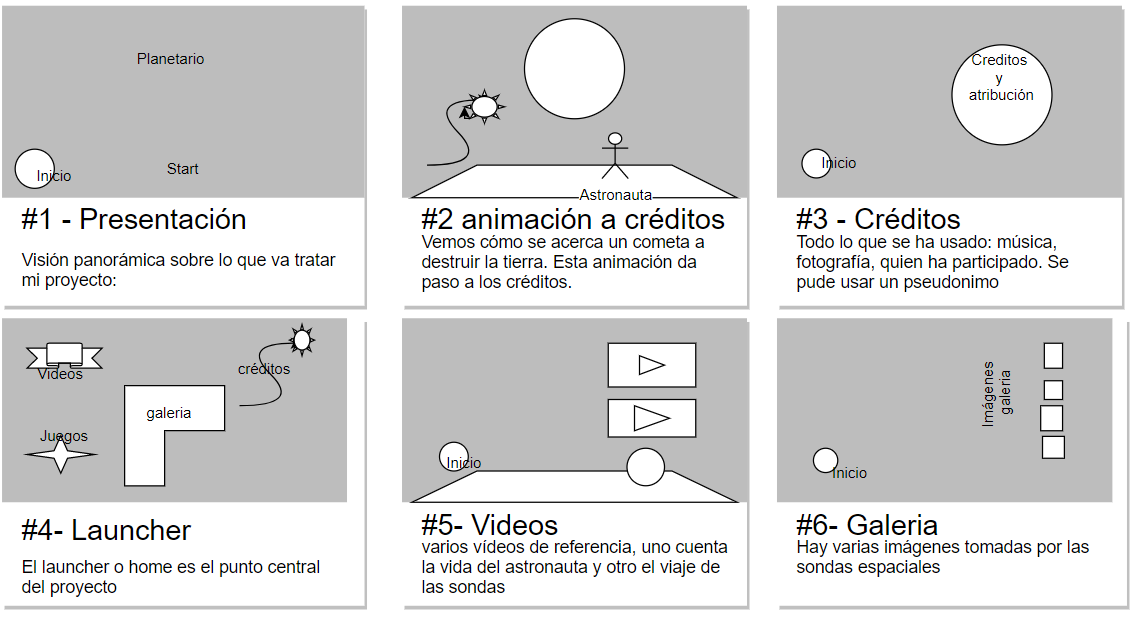 Planetario
Inicio
Start
#1 - Presentación
Visión panorámica sobre lo que va tratar
mi proyecto:
Astronauta
#2 animación a créditos
Vemos cómo se acerca un cometa a
destruir la tierra. Esta animación da
paso a los créditos.
Creditos
y
atribución
Inicio
#3 - Créditos
Todo lo que se ha usado: música,
fotografía, quien ha participado. Se
pude usar un pseudonimo
Videos
créditos
galeria
Juegos
#4- Launcher
El launcher o home es el punto central
del proyecto
Inicio
#5- Videos
varios vídeos de referencia, uno cuenta
la vida del astronauta y otro el viaje de
las sondas
Imágenes
galeria
Inicio
#6- Galeria
Hay varias imágenes tomadas por las
sondas espaciales